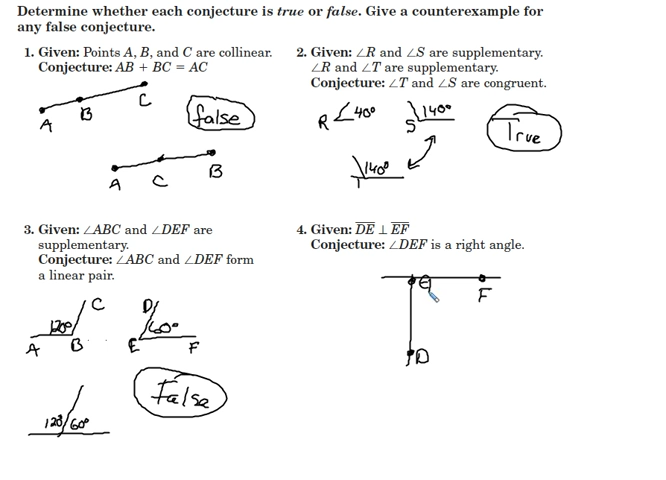 Determine whether each conjecture is true or false. Give a counterexample for
any false conjecture.
1. Given: Points A, B, and C are collinear.
Conjecture: AB + BC = AC
A B C
false
A C B
2. Given: ∠R and ∠S are supplementary.
∠R and ∠T are supplementary.
Conjecture: ∠T and ∠S are congruent.
R 40° S 140°
True
T 140°
3. Given: ∠ABC and ∠DEF are
supplementary.
Conjecture: ∠ABC and ∠DEF form
a linear pair.
C D
120° 60°
A B E F
False
120 60°
4. Given: D̅E̅ ⊥ E̅F̅
Conjecture: ∠DEF is a right angle.
E
F
D